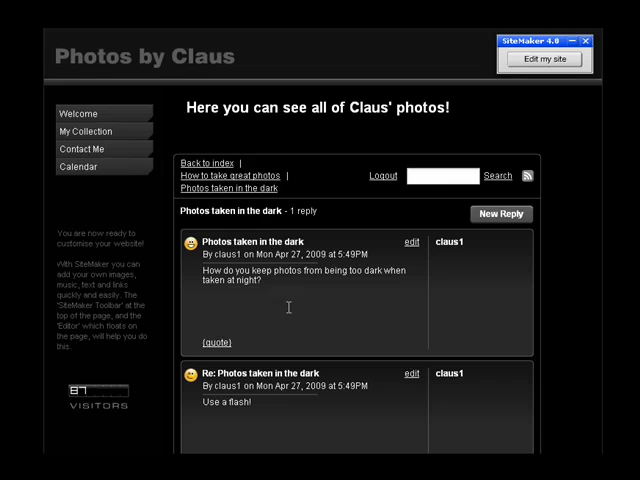 Photos by Claus
SiteMaker 4.0
Edit my site
Welcome
My Collection
Contact Me
Calendar
Here you can see all of Claus' photos!
Back to index |
How to take great photos |
Photos taken in the dark
Logout
Search
Photos taken in the dark - 1 reply
New Reply
You are now ready to
customise your website!
With SiteMaker you can
add your own images,
music, text and links
quickly and easily. The
'SiteMaker Toolbar' at the
top of the page, and the
'Editor' which floats on
the page, will help you do
this.
87
VISITORS
Photos taken in the dark
edit
claus1
By claus1 on Mon Apr 27, 2009 at 5:49PM
How do you keep photos from being too dark when
taken at night?
(quote)
Re: Photos taken in the dark
edit
claus1
By claus1 on Mon Apr 27, 2009 at 5:49PM
Use a flash!